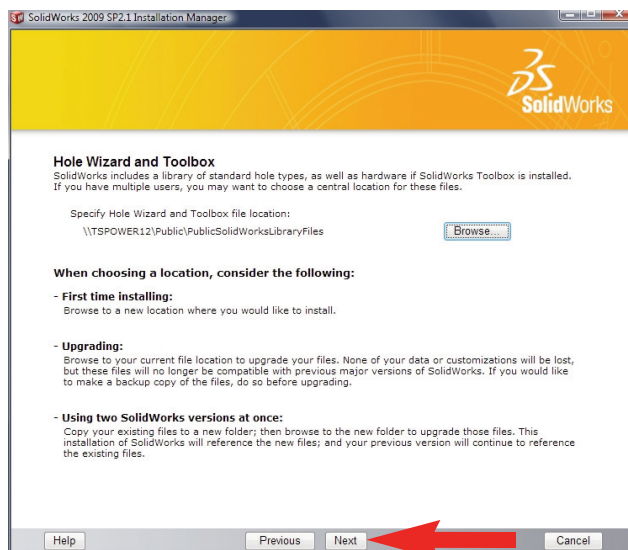 SolidWorks 2009 SP2.1 Installation Manager
SolidWorks
Hole Wizard and Toolbox
SolidWorks includes a library of standard hole types, as well as hardware if SolidWorks Toolbox is installed.
If you have multiple users, you may want to choose a central location for these files.
Specify Hole Wizard and Toolbox file location:
\\TSPOWER12\Public\PublicSolidWorksLibraryFiles
Browse...
When choosing a location, consider the following:
- First time installing:
Browse to a new location where you would like to install.
- Upgrading:
Browse to your current file location to upgrade your files. None of your data or customizations will be lost,
but these files will no longer be compatible with previous major versions of SolidWorks. If you would like
to make a backup copy of the files, do so before upgrading.
- Using two SolidWorks versions at once:
Copy your existing files to a new folder; then browse to the new folder to upgrade those files. This
installation of SolidWorks will reference the new files; and your previous version will continue to reference
the existing files.
Help Previous Next Cancel